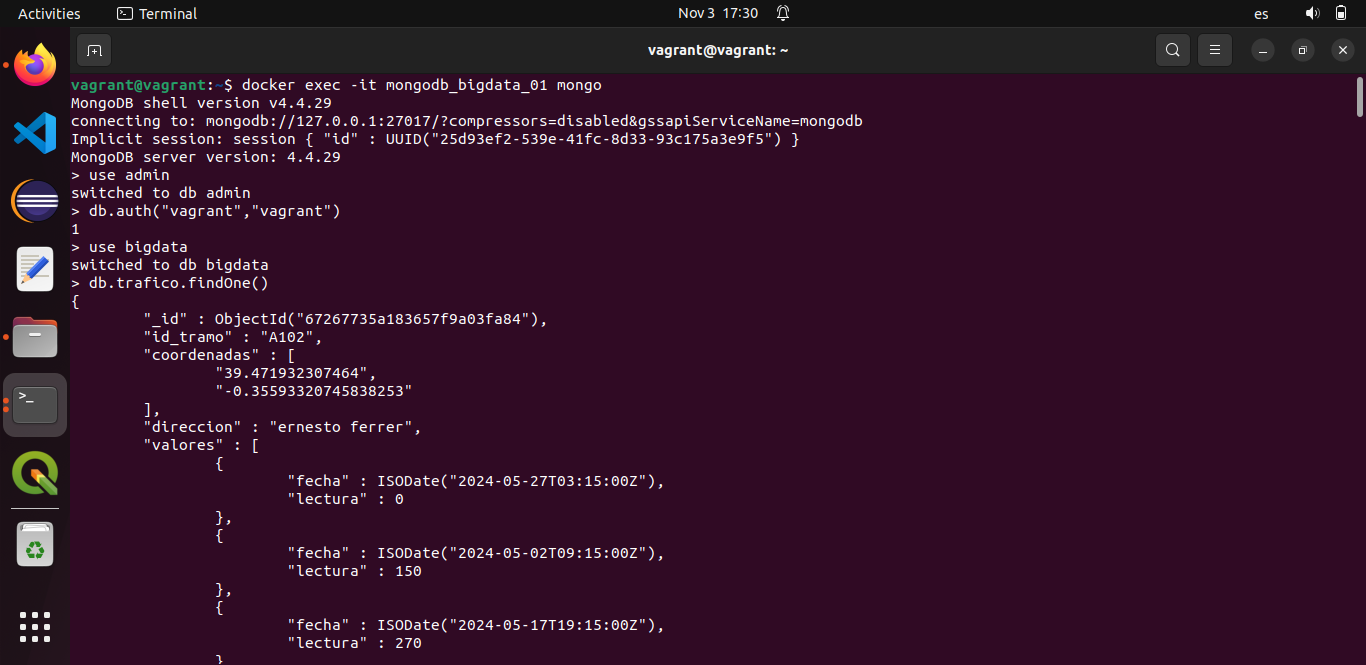 Activities
Terminal
Nov 3 17:30
es
vagrant@vagrant: ~
vagrant@vagrant:~$ docker exec -it mongodb_bigdata_01 mongo
MongoDB shell version v4.4.29
connecting to: mongodb://127.0.0.1:27017/?compressors=disabled&gssapiServiceName=mongodb
Implicit session: session { "id" : UUID("25d93ef2-539e-41fc-8d33-93c175a3e9f5") }
MongoDB server version: 4.4.29
> use admin
switched to db admin
> db.auth("vagrant","vagrant")
1
> use bigdata
switched to db bigdata
> db.trafico.findOne()
{
        "_id" : ObjectId("67267735a183657f9a03fa84"),
        "id_tramo" : "A102",
        "coordenadas" : [
                "39.471932307464",
                "-0.35593320745838253"
        ],
        "direccion" : "ernesto ferrer",
        "valores" : [
                {
                        "fecha" : ISODate("2024-05-27T03:15:00Z"),
                        "lectura" : 0
                },
                {
                        "fecha" : ISODate("2024-05-02T09:15:00Z"),
                        "lectura" : 150
                },
                {
                        "fecha" : ISODate("2024-05-17T19:15:00Z"),
                        "lectura" : 270
                }